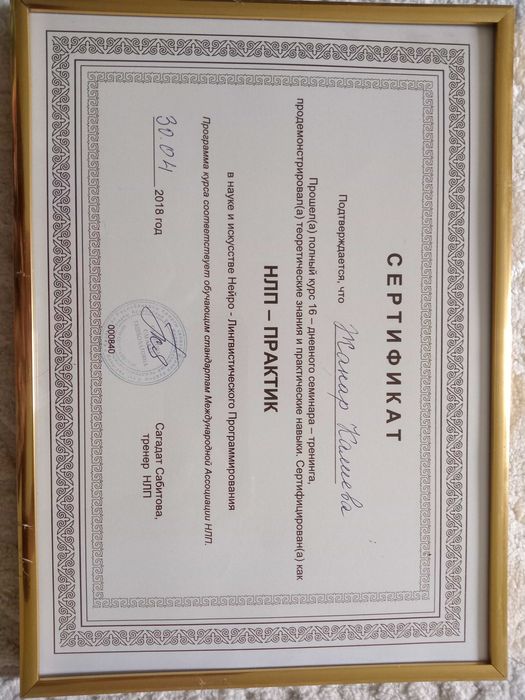 СЕРТИФИКАТ
Подтверждается, что Жанар Калиева
Прошел(а) полный курс 16 – дневного семинара – тренинга,
продемонстрировал(а) теоретические знания и практические навыки. Сертифицирован(а) как
НЛП – ПРАКТИК
в науке и искусстве Нейро - Лингвистического Программирования
Программа курса соответствует обучающим стандартам Международной Ассоциации НЛП.
30.04 2018 год
Сагадат Сабитова,
тренер НЛП
000840